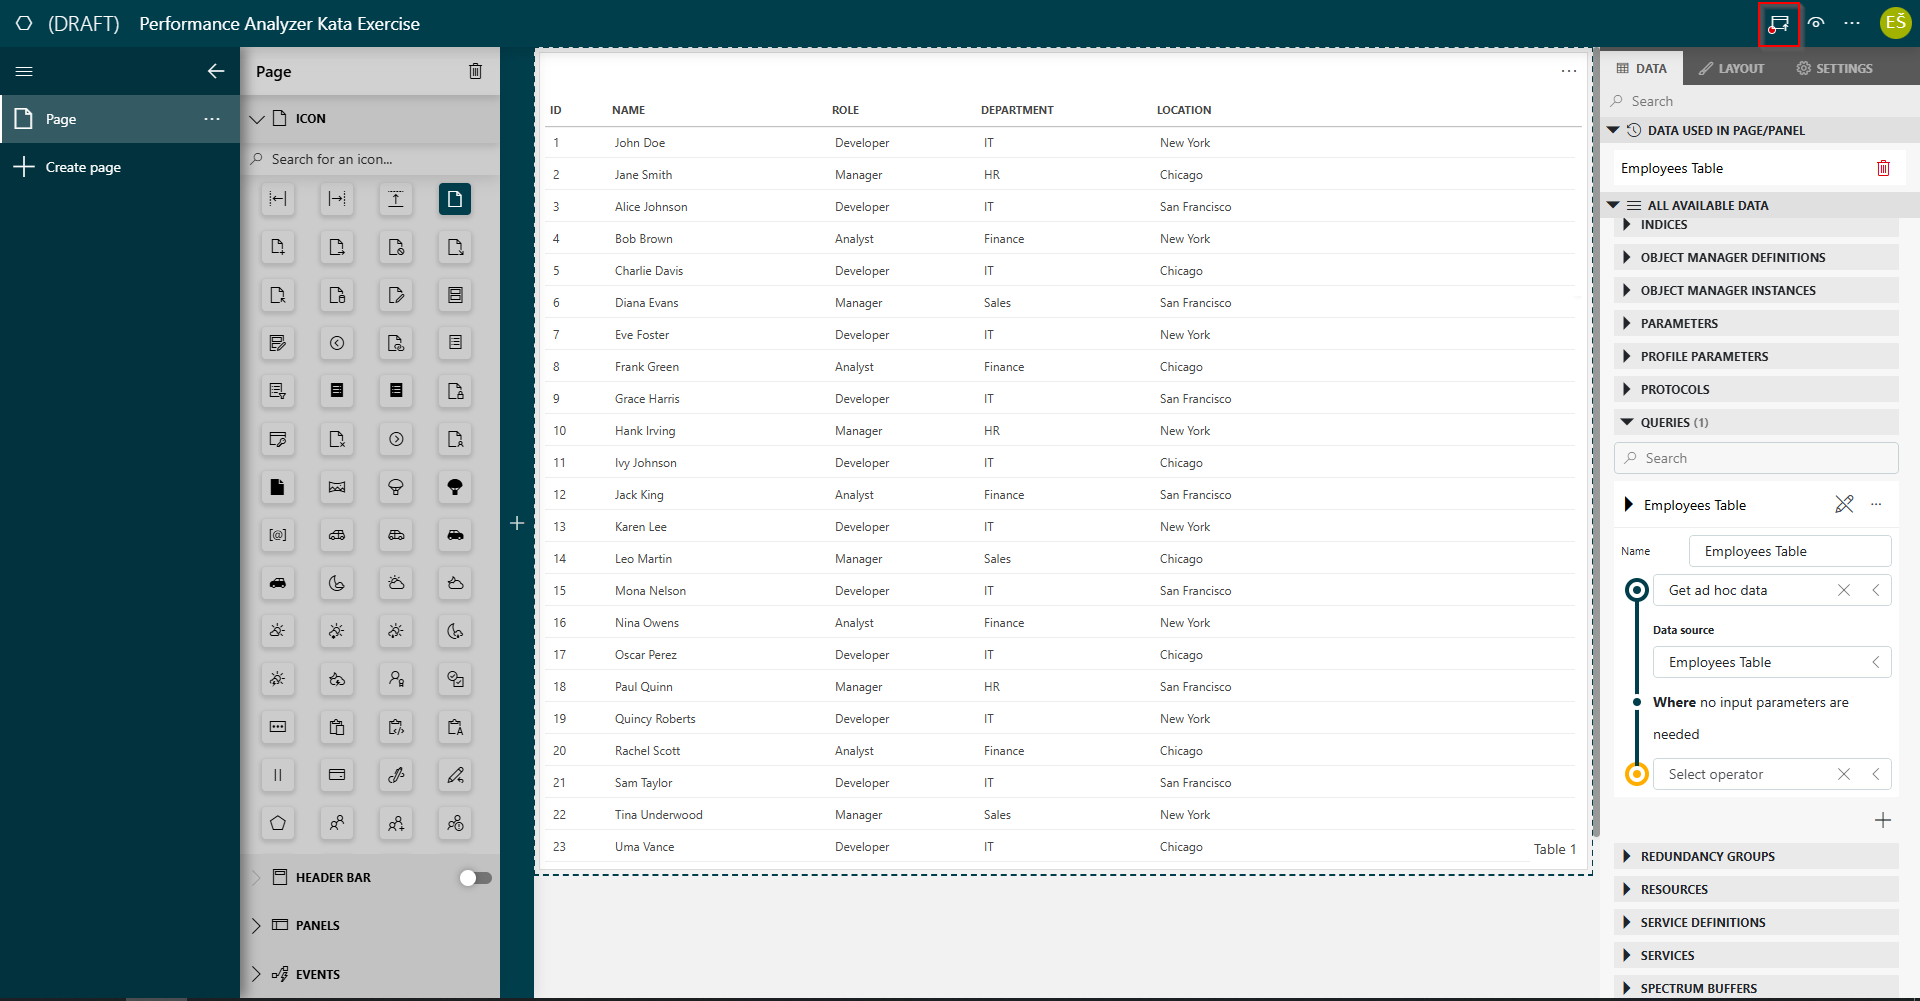 (DRAFT) Performance Analyzer Kata Exercise
EŠ
Page
Create page
Page
ICON
Search for an icon...
HEADER BAR
PANELS
EVENTS
ID NAME ROLE DEPARTMENT LOCATION
1 John Doe Developer IT New York
2 Jane Smith Manager HR Chicago
3 Alice Johnson Developer IT San Francisco
4 Bob Brown Analyst Finance New York
5 Charlie Davis Developer IT Chicago
6 Diana Evans Manager Sales San Francisco
7 Eve Foster Developer IT New York
8 Frank Green Analyst Finance Chicago
9 Grace Harris Developer IT San Francisco
10 Hank Irving Manager HR New York
11 Ivy Johnson Developer IT Chicago
12 Jack King Analyst Finance San Francisco
13 Karen Lee Developer IT New York
14 Leo Martin Manager Sales Chicago
15 Mona Nelson Developer IT San Francisco
16 Nina Owens Analyst Finance New York
17 Oscar Perez Developer IT Chicago
18 Paul Quinn Manager HR San Francisco
19 Quincy Roberts Developer IT New York
20 Rachel Scott Analyst Finance Chicago
21 Sam Taylor Developer IT San Francisco
22 Tina Underwood Manager Sales New York
23 Uma Vance Developer IT Chicago
Table 1
DATA LAYOUT SETTINGS
Search
DATA USED IN PAGE/PANEL
Employees Table
ALL AVAILABLE DATA
INDICES
OBJECT MANAGER DEFINITIONS
OBJECT MANAGER INSTANCES
PARAMETERS
PROFILE PARAMETERS
PROTOCOLS
QUERIES (1)
Search
Employees Table
Name Employees Table
Get ad hoc data
Data source
Employees Table
Where no input parameters are
needed
Select operator
REDUNDANCY GROUPS
RESOURCES
SERVICE DEFINITIONS
SERVICES
SPECTRUM BUFFERS